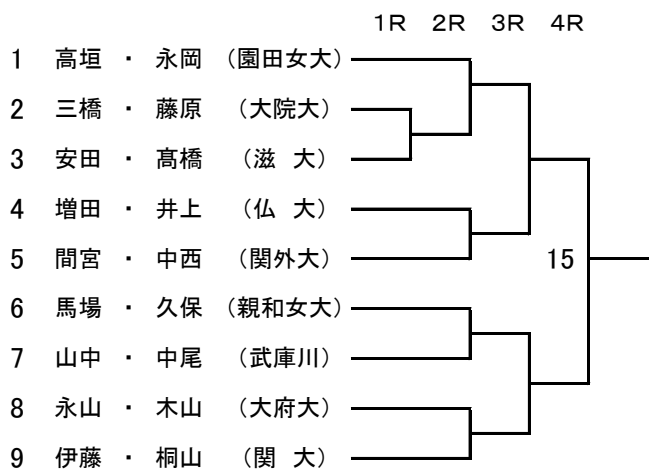 1R 2R 3R 4R
1 高垣 ・ 永岡 (園田女大)
2 三橋 ・ 藤原 (大院大)
3 安田 ・ 髙橋 (滋 大)
4 増田 ・ 井上 (仏 大)
5 間宮 ・ 中西 (関外大) 15
6 馬場 ・ 久保 (親和女大)
7 山中 ・ 中尾 (武庫川)
8 永山 ・ 木山 (大府大)
9 伊藤 ・ 桐山 (関 大)